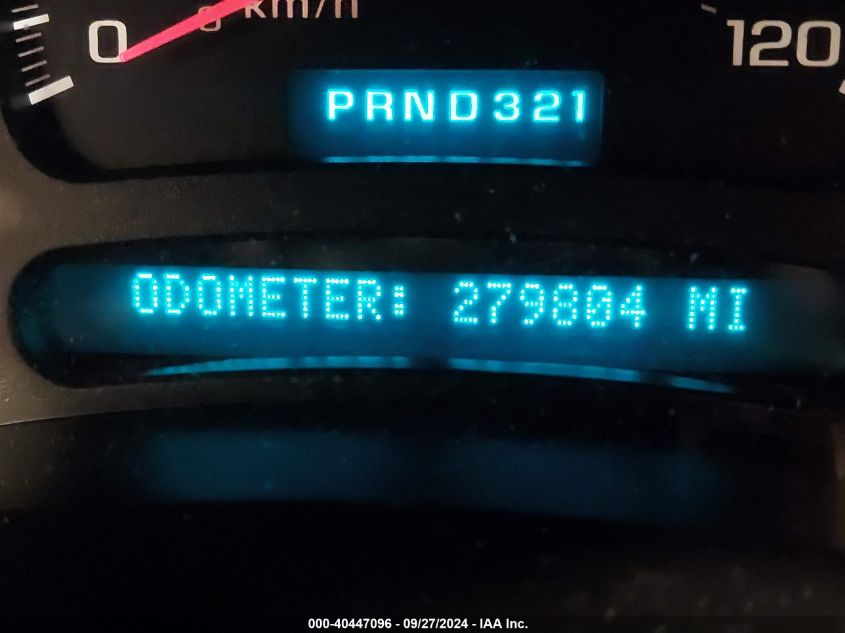 0 km/h 120
PRND321
ODOMETER: 279804 MI
000-40447096 - 09/27/2024 - IAA Inc.